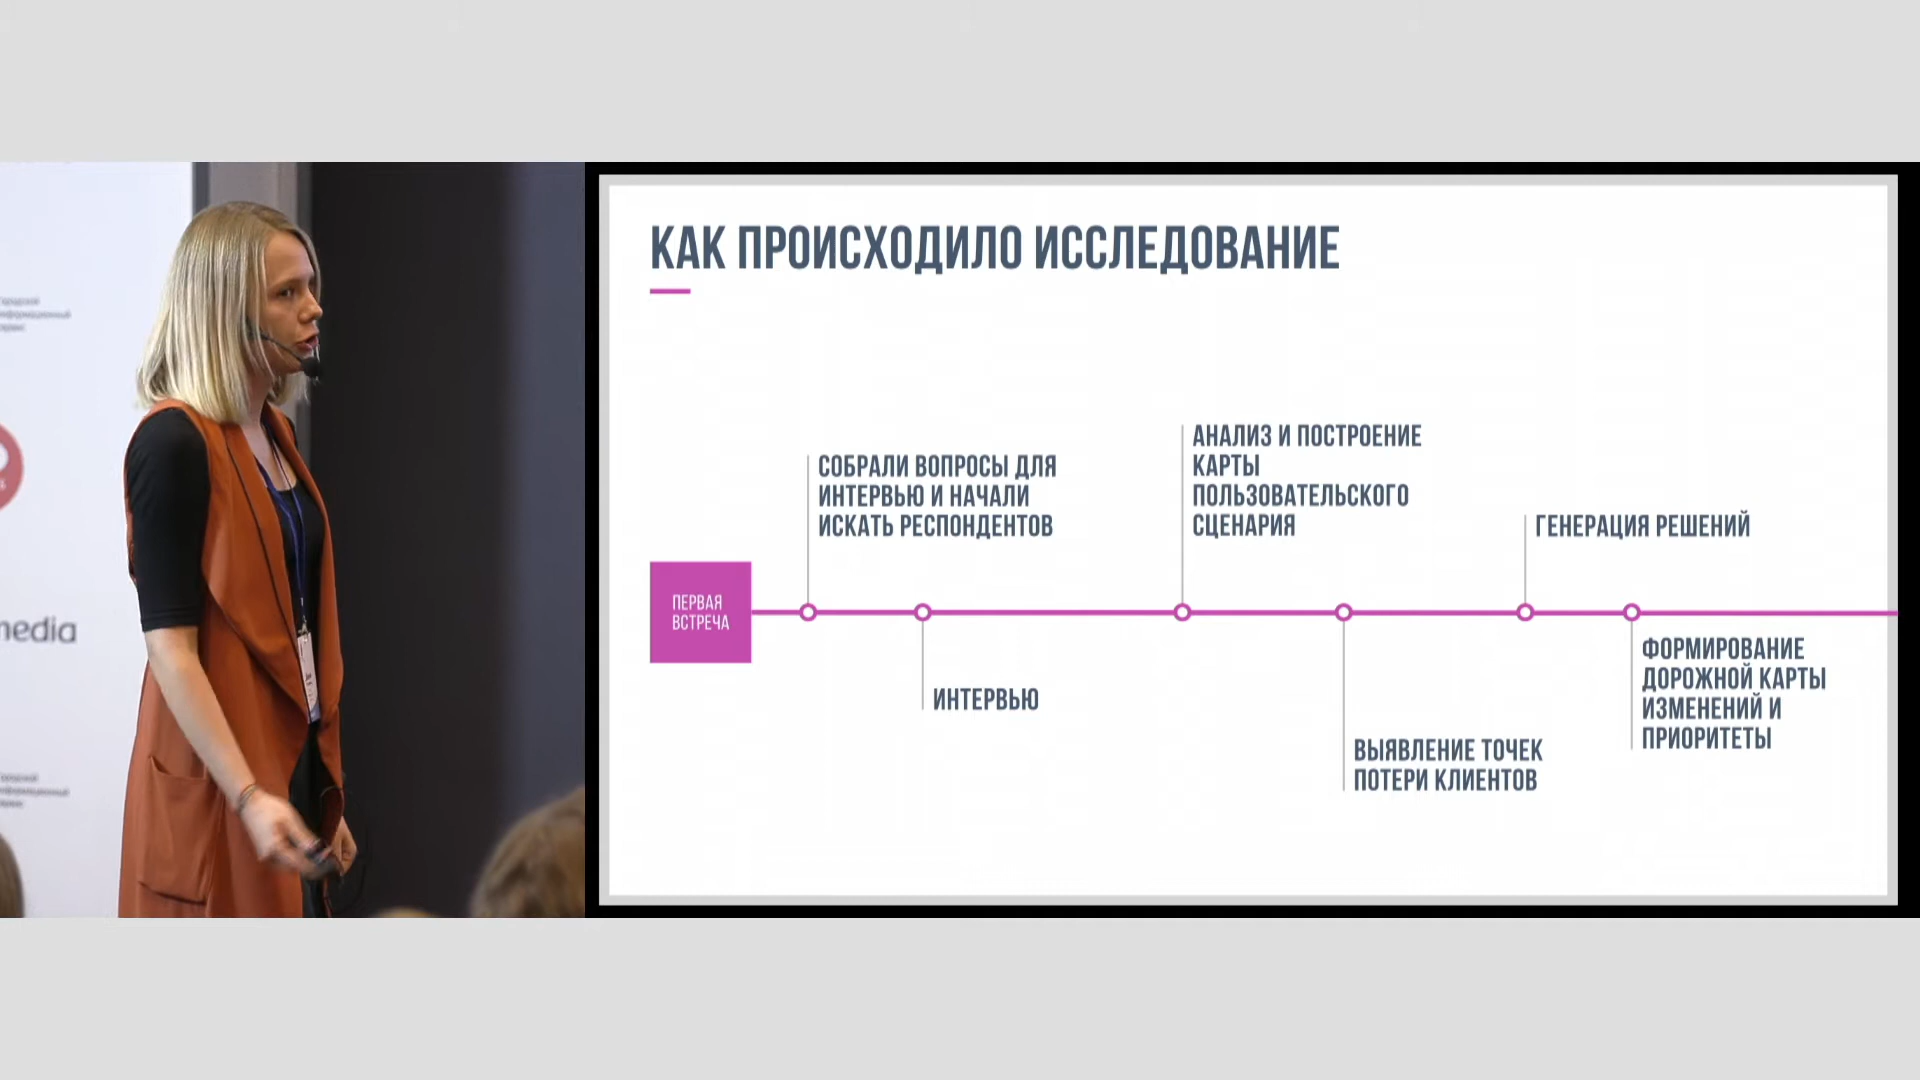 КАК ПРОИСХОДИЛО ИССЛЕДОВАНИЕ
СОБРАЛИ ВОПРОСЫ ДЛЯ
ИНТЕРВЬЮ И НАЧАЛИ
ИСКАТЬ РЕСПОНДЕНТОВ
АНАЛИЗ И ПОСТРОЕНИЕ
КАРТЫ
ПОЛЬЗОВАТЕЛЬСКОГО
СЦЕНАРИЯ
ГЕНЕРАЦИЯ РЕШЕНИЙ
ПЕРВАЯ
ВСТРЕЧА
ИНТЕРВЬЮ
ВЫЯВЛЕНИЕ ТОЧЕК
ПОТЕРИ КЛИЕНТОВ
ФОРМИРОВАНИЕ
ДОРОЖНОЙ КАРТЫ
ИЗМЕНЕНИЙ И
ПРИОРИТЕТЫ
media